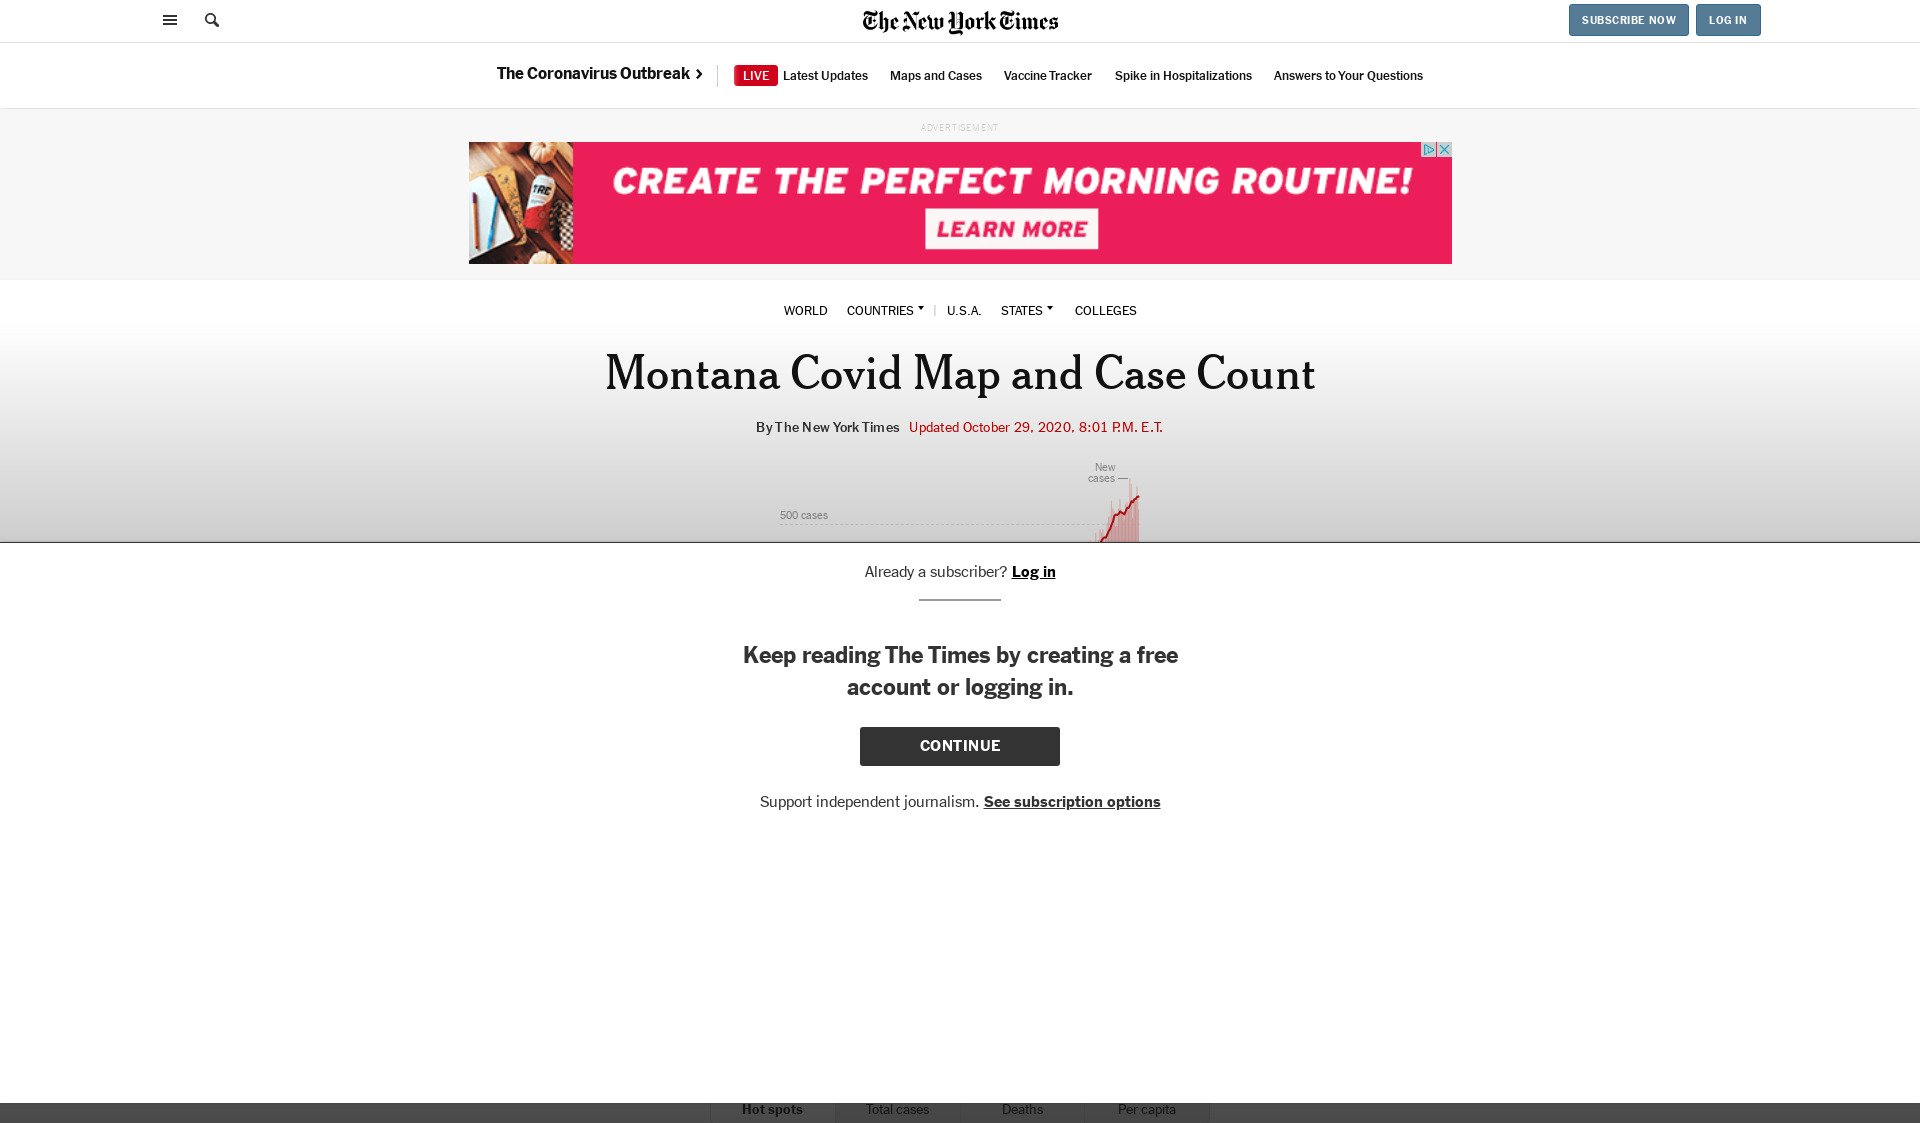 The New York Times
SUBSCRIBE NOW
LOG IN
The Coronavirus Outbreak
LIVE Latest Updates
Maps and Cases
Vaccine Tracker
Spike in Hospitalizations
Answers to Your Questions
ADVERTISEMENT
CREATE THE PERFECT MORNING ROUTINE!
LEARN MORE
WORLD
COUNTRIES
U.S.A.
STATES
COLLEGES
Montana Covid Map and Case Count
By The New York Times Updated October 29, 2020, 8:01 P.M. E.T.
New
cases
500 cases
Already a subscriber? Log in
Keep reading The Times by creating a free
account or logging in.
CONTINUE
Support independent journalism. See subscription options
Hot spots
Total cases
Deaths
Per capita